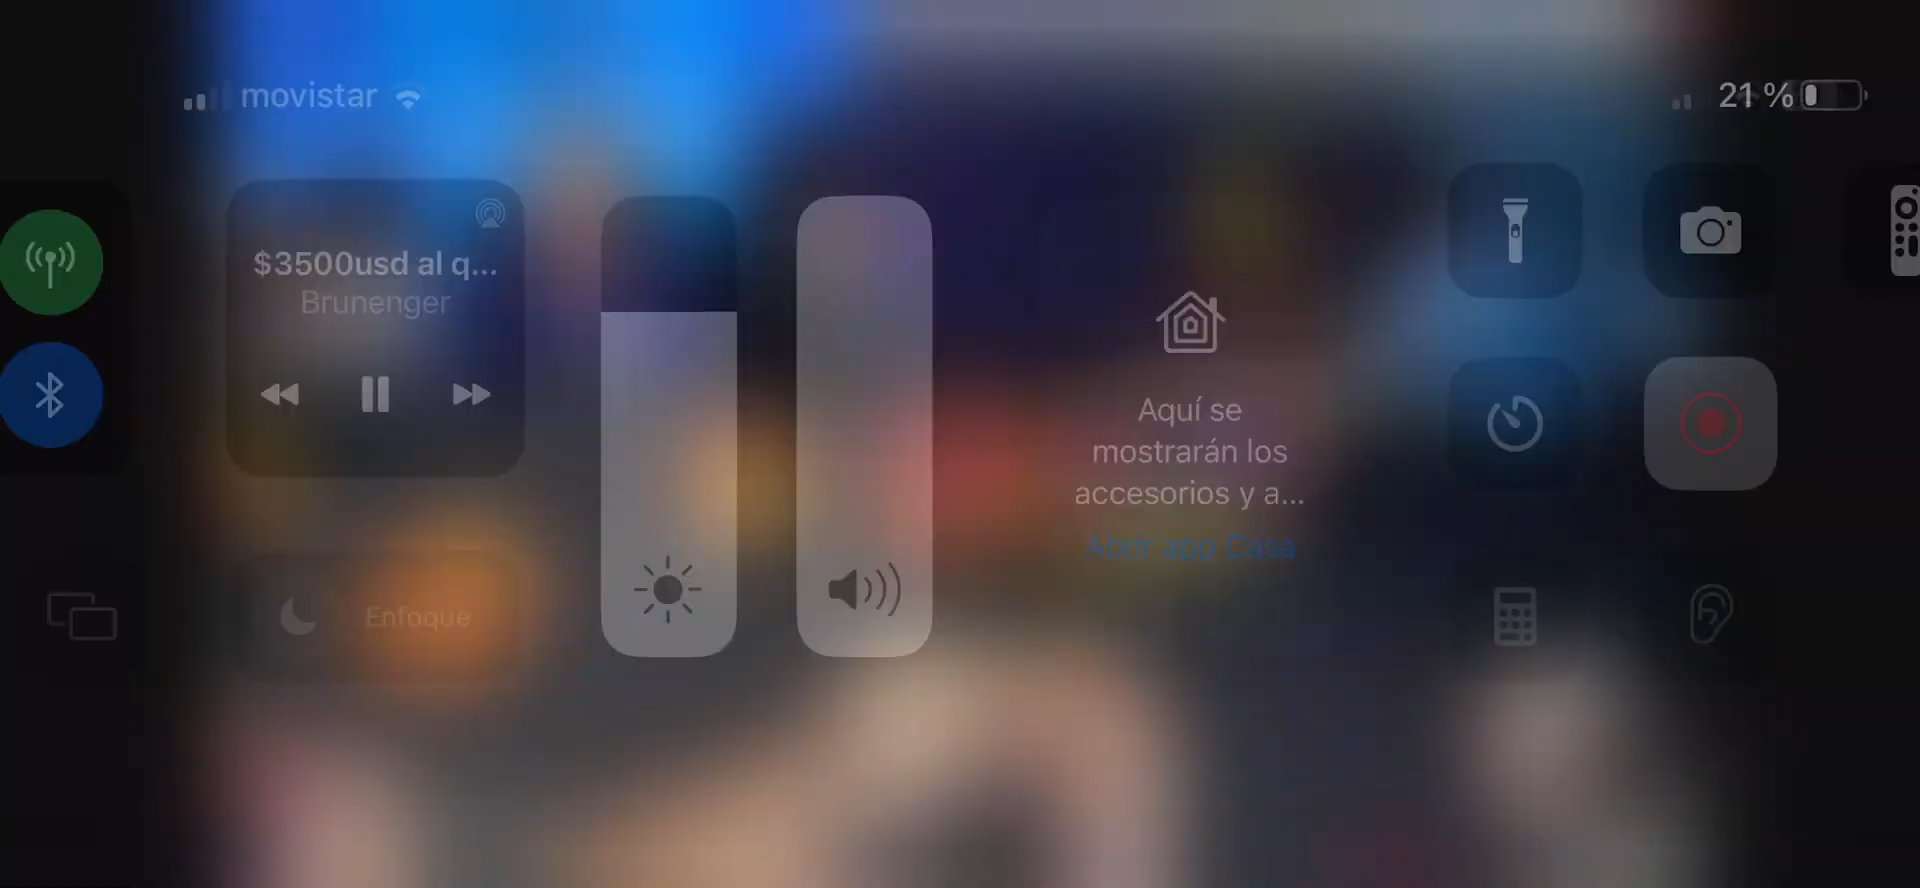 movistar
21 %
$3500usd al q...
Brunenger
Aquí se
mostrarán los
accesorios y a...
Abrir app Casa
Enfoque